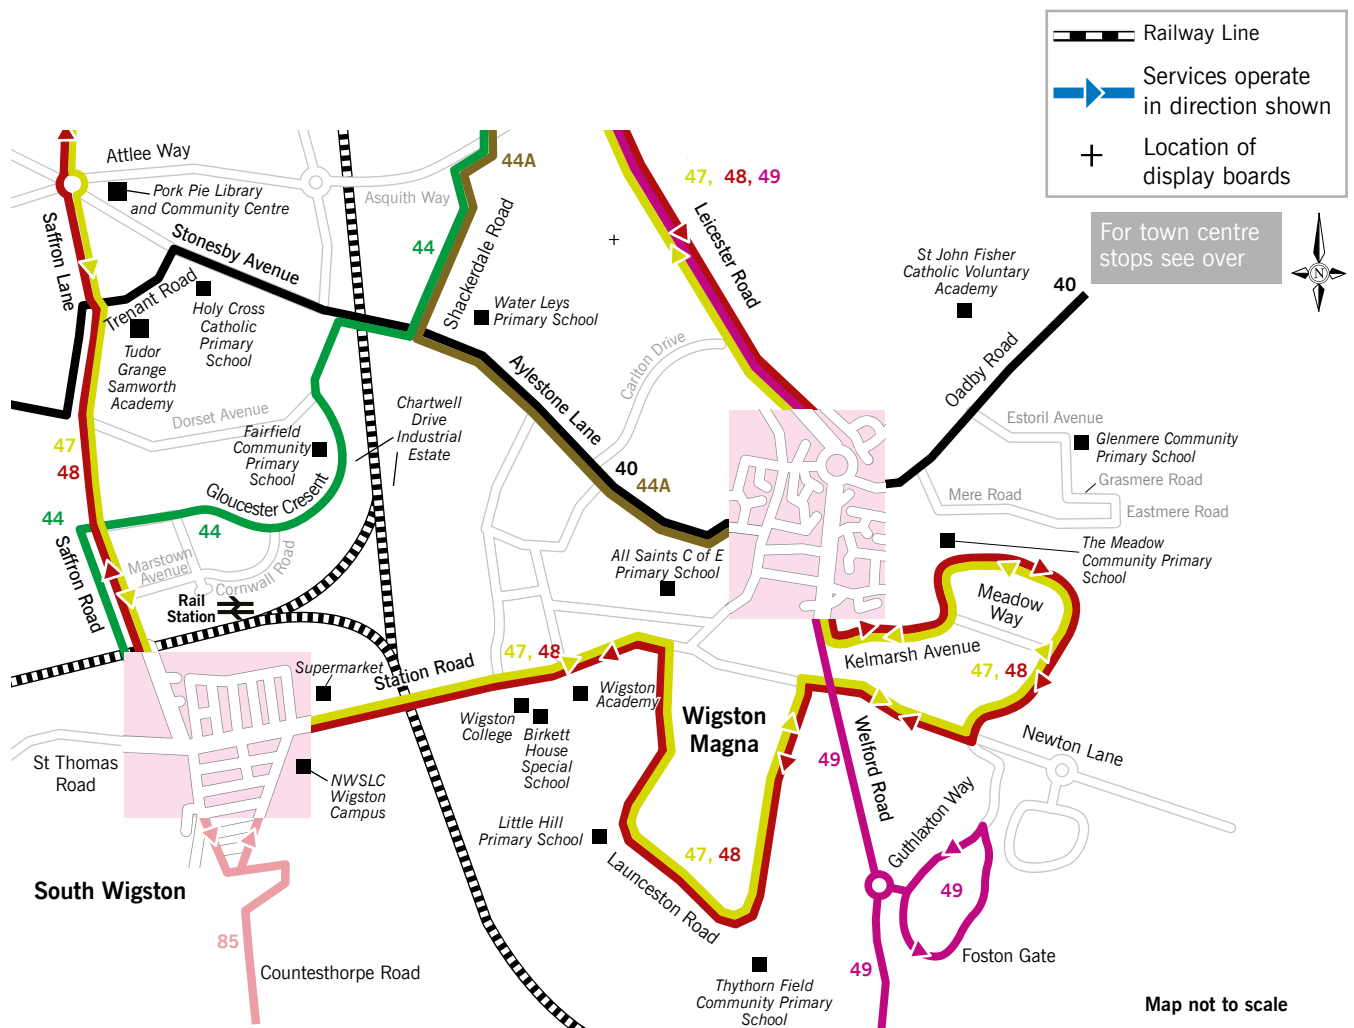 Railway Line
Services operate
in direction shown
Location of
display boards
For town centre
stops see over
N
Attlee Way
Pork Pie Library
and Community Centre
44A
Asquith Way
47, 48, 49
Saffron Lane
Stonesby Avenue
44
Shackerdale Road
Leicester Road
St John Fisher
Catholic Voluntary
Academy
40
Trenant Road
Holy Cross
Catholic
Primary
School
Water Leys
Primary School
Tudor
Grange
Samworth
Academy
Aylestone Lane
Carlton Drive
Oadby Road
Dorset Avenue
Chartwell
Drive
Industrial
Estate
Estoril Avenue
47
48
Fairfield
Community
Primary
School
Glenmere Community
Primary School
40
44A
Grasmere Road
Mere Road
Eastmere Road
Gloucester Cresent
44
44
Saffron Road
Marstown
Avenue
Cornwall Road
All Saints C of E
Primary School
The Meadow
Community Primary
School
Rail
Station
Meadow
Way
Kelmarsh Avenue
47, 48
47, 48
Supermarket
Station Road
Wigston
Academy
Wigston
College
Birkett
House
Special
School
Wigston
Magna
49
Welford Road
Newton Lane
St Thomas
Road
NWSLC
Wigston
Campus
Little Hill
Primary School
47, 48
Launceston Road
Guthlaxton Way
49
South Wigston
85
Countesthorpe Road
Foston Gate
49
Thythorn Field
Community Primary
School
Map not to scale